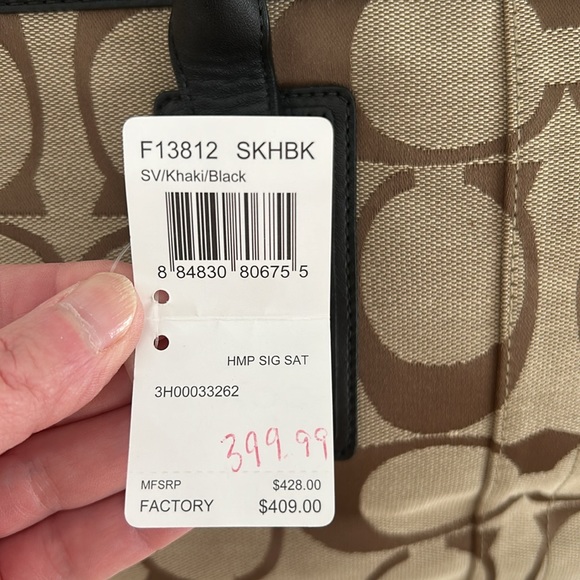 F13812 SKHBK
SV/Khaki/Black
8 84830 80675 5
HMP SIG SAT
3H00033262
399.99
MFSRP $428.00
FACTORY $409.00